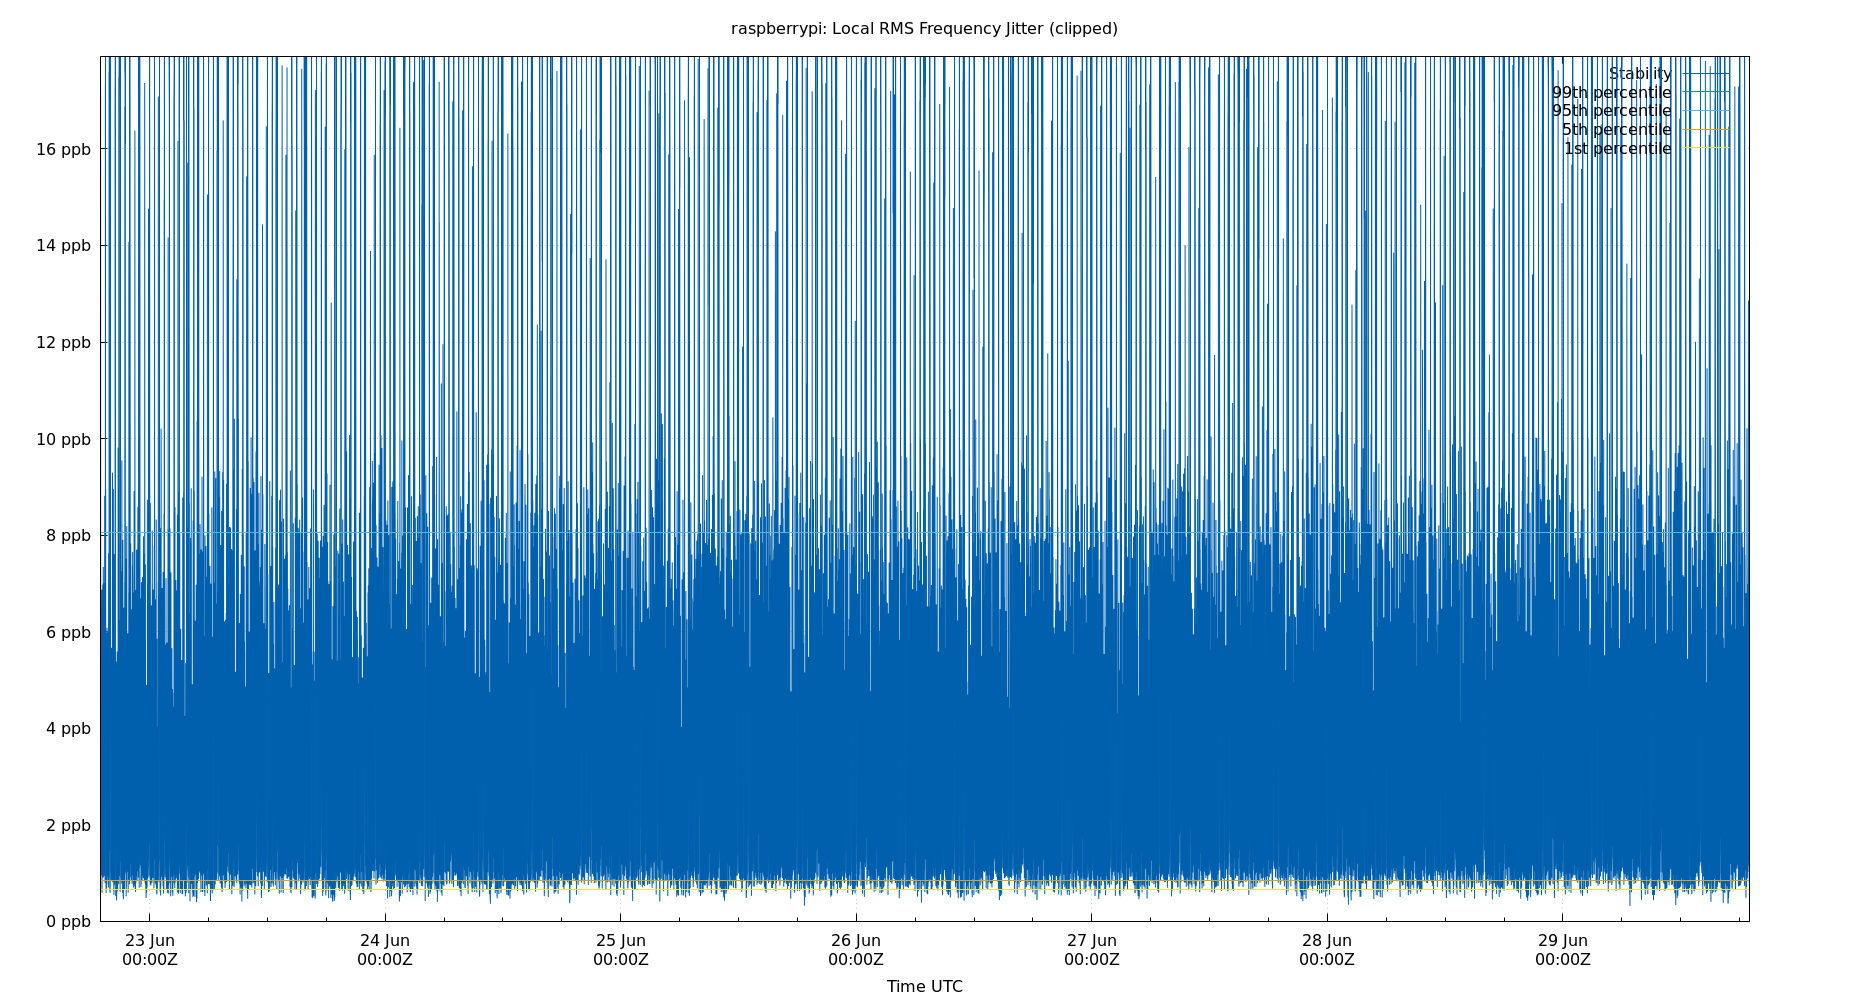 raspberrypi: Local RMS Frequency Jitter (clipped)
Stability
99th percentile
95th percentile
5th percentile
1st percentile
16 ppb
14 ppb
12 ppb
10 ppb
8 ppb
6 ppb
4 ppb
2 ppb
0 ppb
23 Jun 24 Jun 25 Jun 26 Jun 27 Jun 28 Jun 29 Jun
00:00Z 00:00Z 00:00Z 00:00Z 00:00Z 00:00Z 00:00Z
Time UTC